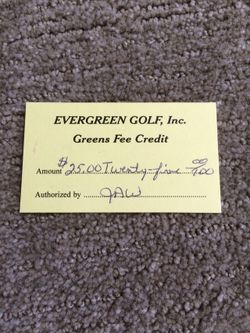 EVERGREEN GOLF, Inc.
Greens Fee Credit
Amount $25.00 Twenty-five 00/100
Authorized by JAW